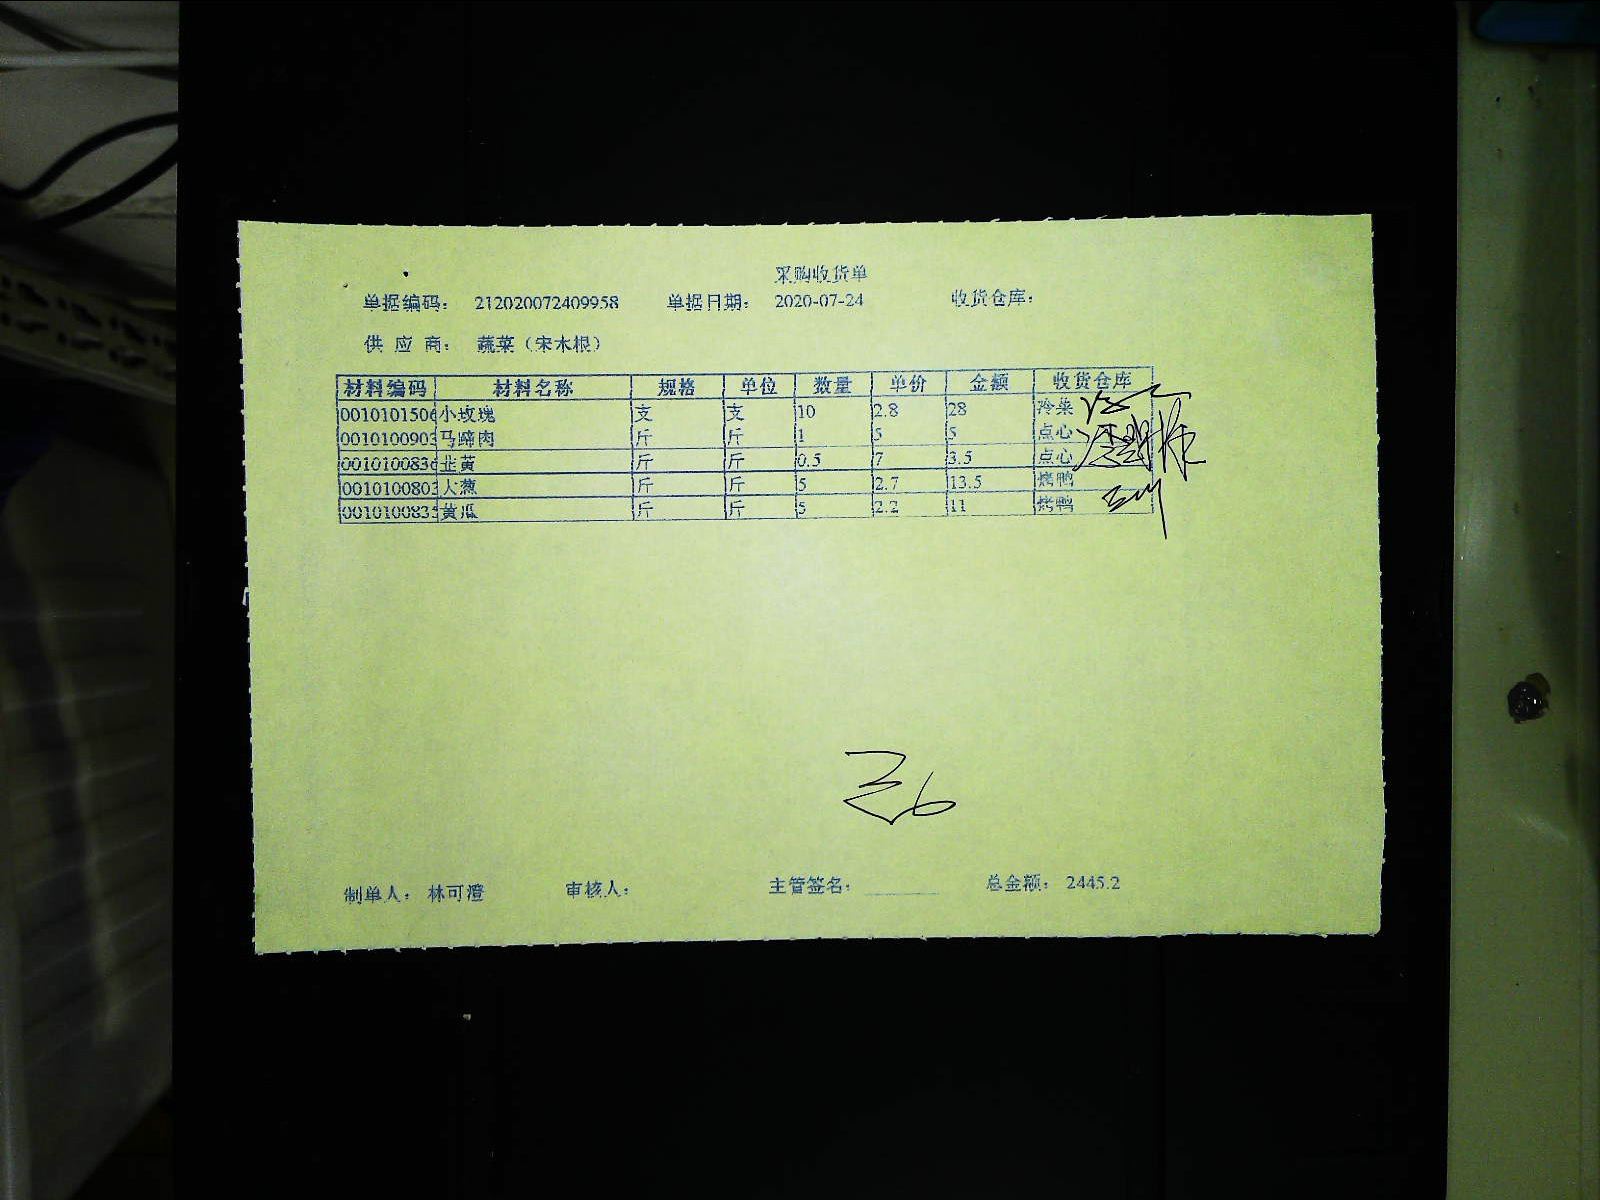 采购收货单
单据编码： 212020072409958 单据日期： 2020-07-24 收货仓库：
供 应 商： 蔬菜（宋木根）
材料编码 材料名称 规格 单位 数量 单价 金额 收货仓库
0010101506 小玫瑰 支 支 10 2.8 28 冷菜
0010100903 马蹄肉 斤 斤 1 5 5 点心
001010083 韭黄 斤 斤 0.5 7 3.5 点心
0010100803 大葱 斤 斤 5 2.7 13.5 烤鸭
001010083 黄瓜 斤 斤 5 2.2 11 烤鸭
制单人： 林可澄 审核人： 主管签名： 总金额： 2445.2